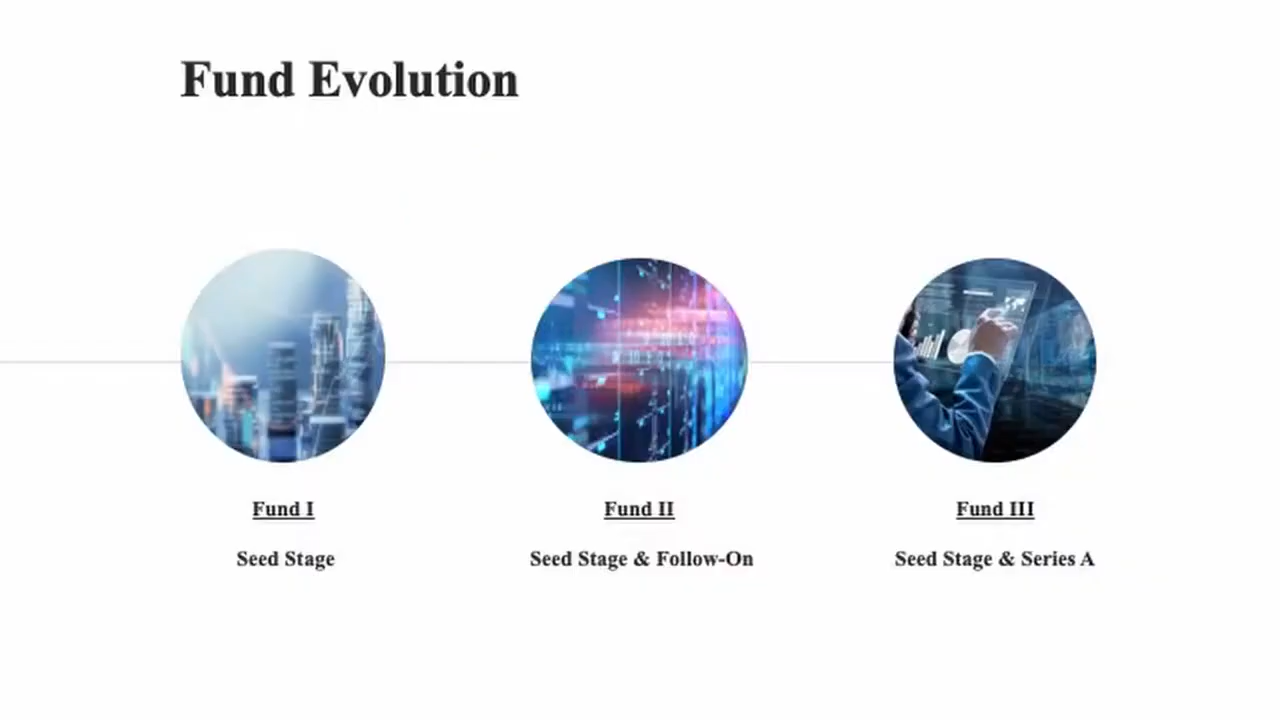 Fund Evolution
Fund I
Fund II
Fund III
Seed Stage
Seed Stage & Follow-On
Seed Stage & Series A